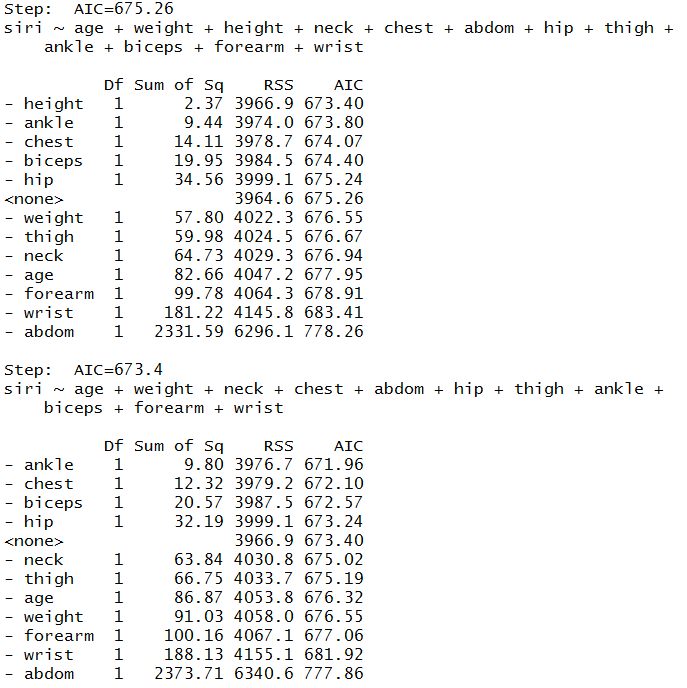 Step:  AIC=675.26
siri ~ age + weight + height + neck + chest + abdom + hip + thigh +
    ankle + biceps + forearm + wrist
          Df Sum of Sq    RSS    AIC
- height   1      2.37 3966.9 673.40
- ankle    1      9.44 3974.0 673.80
- chest    1     14.11 3978.7 674.07
- biceps   1     19.95 3984.5 674.40
- hip      1     34.56 3999.1 675.24
<none>                 3964.6 675.26
- weight   1     57.80 4022.3 676.55
- thigh    1     59.98 4024.5 676.67
- neck     1     64.73 4029.3 676.94
- age      1     82.66 4047.2 677.95
- forearm  1     99.78 4064.3 678.91
- wrist    1    181.22 4145.8 683.41
- abdom    1   2331.59 6296.1 778.26
Step:  AIC=673.4
siri ~ age + weight + neck + chest + abdom + hip + thigh + ankle +
    biceps + forearm + wrist
          Df Sum of Sq    RSS    AIC
- ankle    1      9.80 3976.7 671.96
- chest    1     12.32 3979.2 672.10
- biceps   1     20.57 3987.5 672.57
- hip      1     32.19 3999.1 673.24
<none>                 3966.9 673.40
- neck     1     63.84 4030.8 675.02
- thigh    1     66.75 4033.7 675.19
- age      1     86.87 4053.8 676.32
- weight   1     91.03 4058.0 676.55
- forearm  1    100.16 4067.1 677.06
- wrist    1    188.13 4155.1 681.92
- abdom    1   2373.71 6340.6 777.86